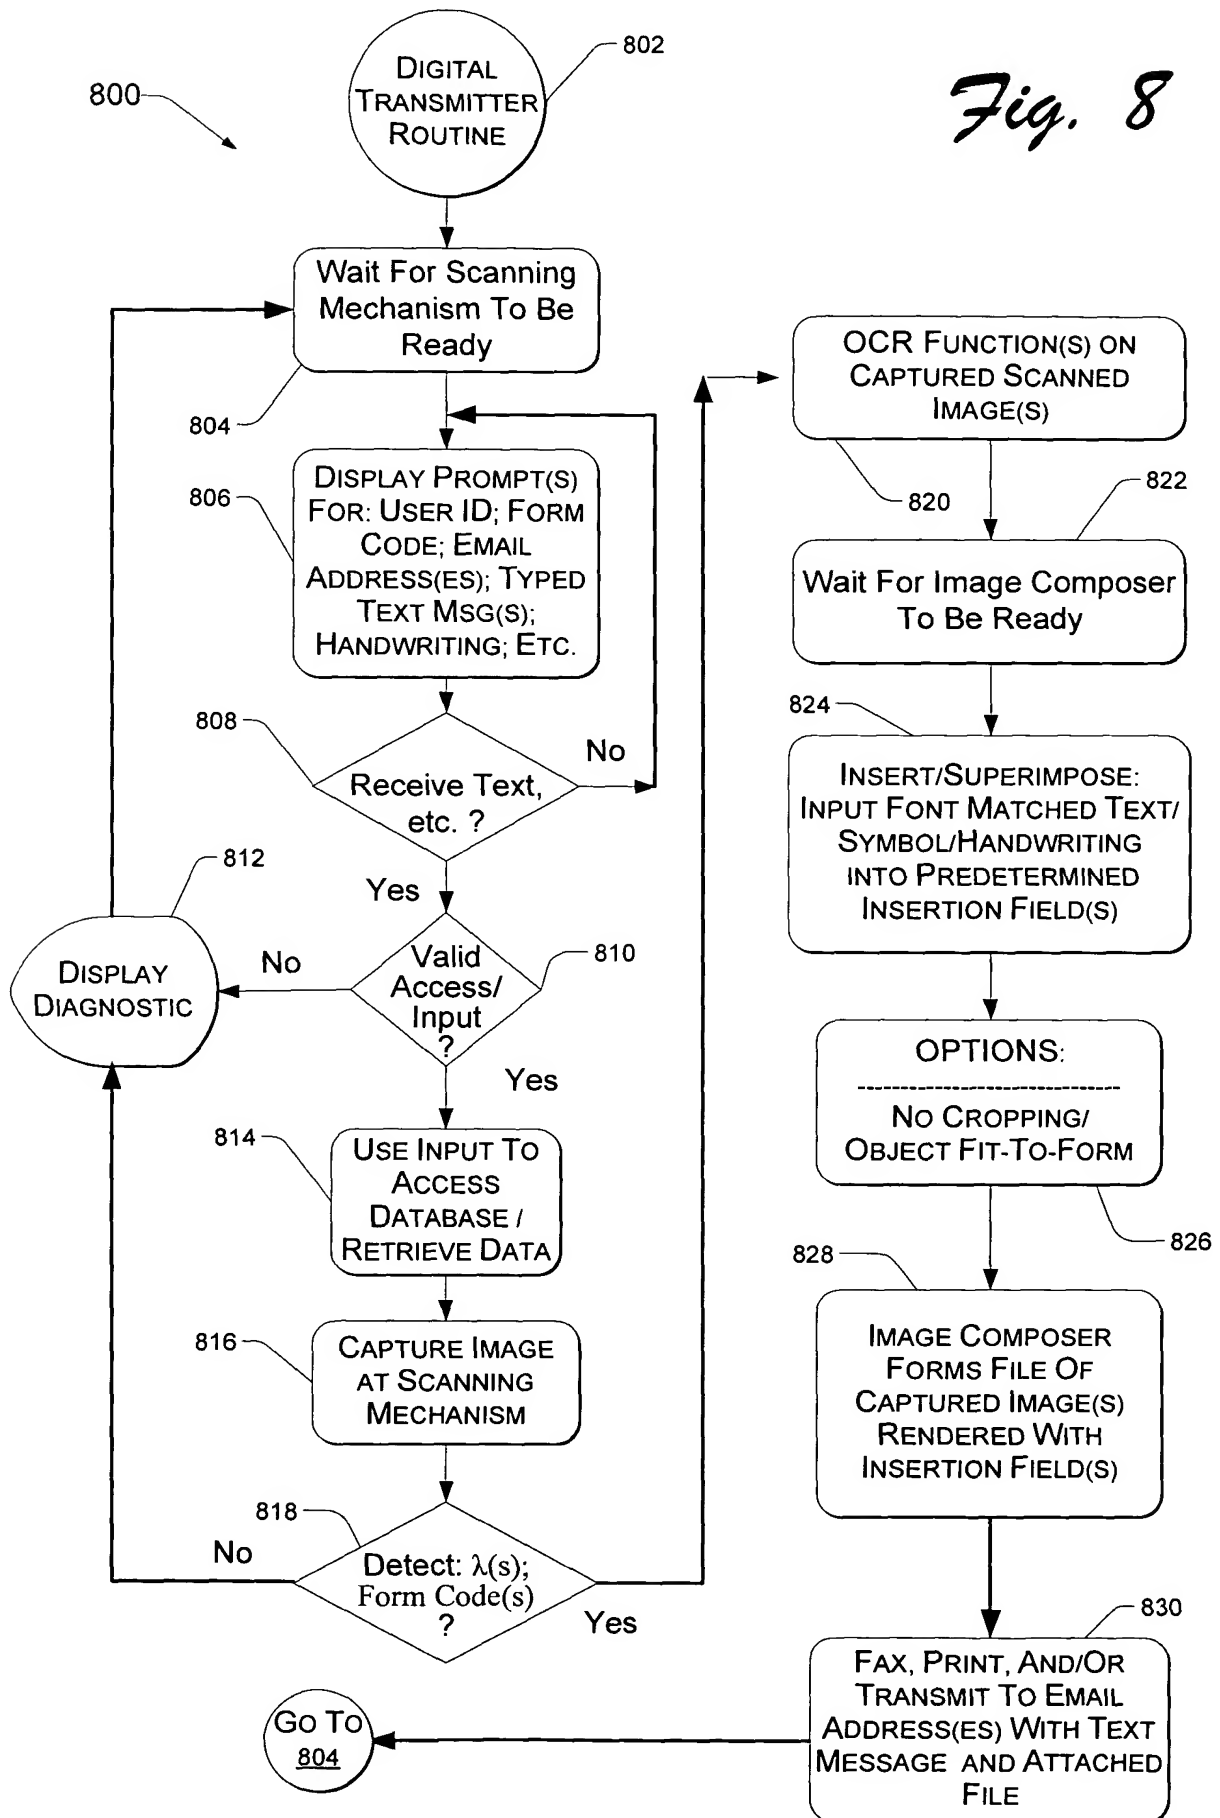 Fig. 8
800
802
DIGITAL
TRANSMITTER
ROUTINE
Wait For Scanning
Mechanism To Be
Ready
804
806
DISPLAY PROMPT(S)
FOR: USER ID; FORM
CODE; EMAIL
ADDRESS(ES); TYPED
TEXT MSG(S);
HANDWRITING; ETC.
808
Receive Text,
etc. ?
No
Yes
812
DISPLAY
DIAGNOSTIC
No
Valid
Access/
Input
?
810
Yes
814
USE INPUT TO
ACCESS
DATABASE /
RETRIEVE DATA
816
CAPTURE IMAGE
AT SCANNING
MECHANISM
818
No
Detect: λ(s);
Form Code(s)
?
Yes
OCR FUNCTION(S) ON
CAPTURED SCANNED
IMAGE(S)
820
822
Wait For Image Composer
To Be Ready
824
INSERT/SUPERIMPOSE:
INPUT FONT MATCHED TEXT/
SYMBOL/HANDWRITING
INTO PREDETERMINED
INSERTION FIELD(S)
OPTIONS:
NO CROPPING/
OBJECT FIT-TO-FORM
826
828
IMAGE COMPOSER
FORMS FILE OF
CAPTURED IMAGE(S)
RENDERED WITH
INSERTION FIELD(S)
830
FAX, PRINT, AND/OR
TRANSMIT TO EMAIL
ADDRESS(ES) WITH TEXT
MESSAGE AND ATTACHED
FILE
GO TO
804